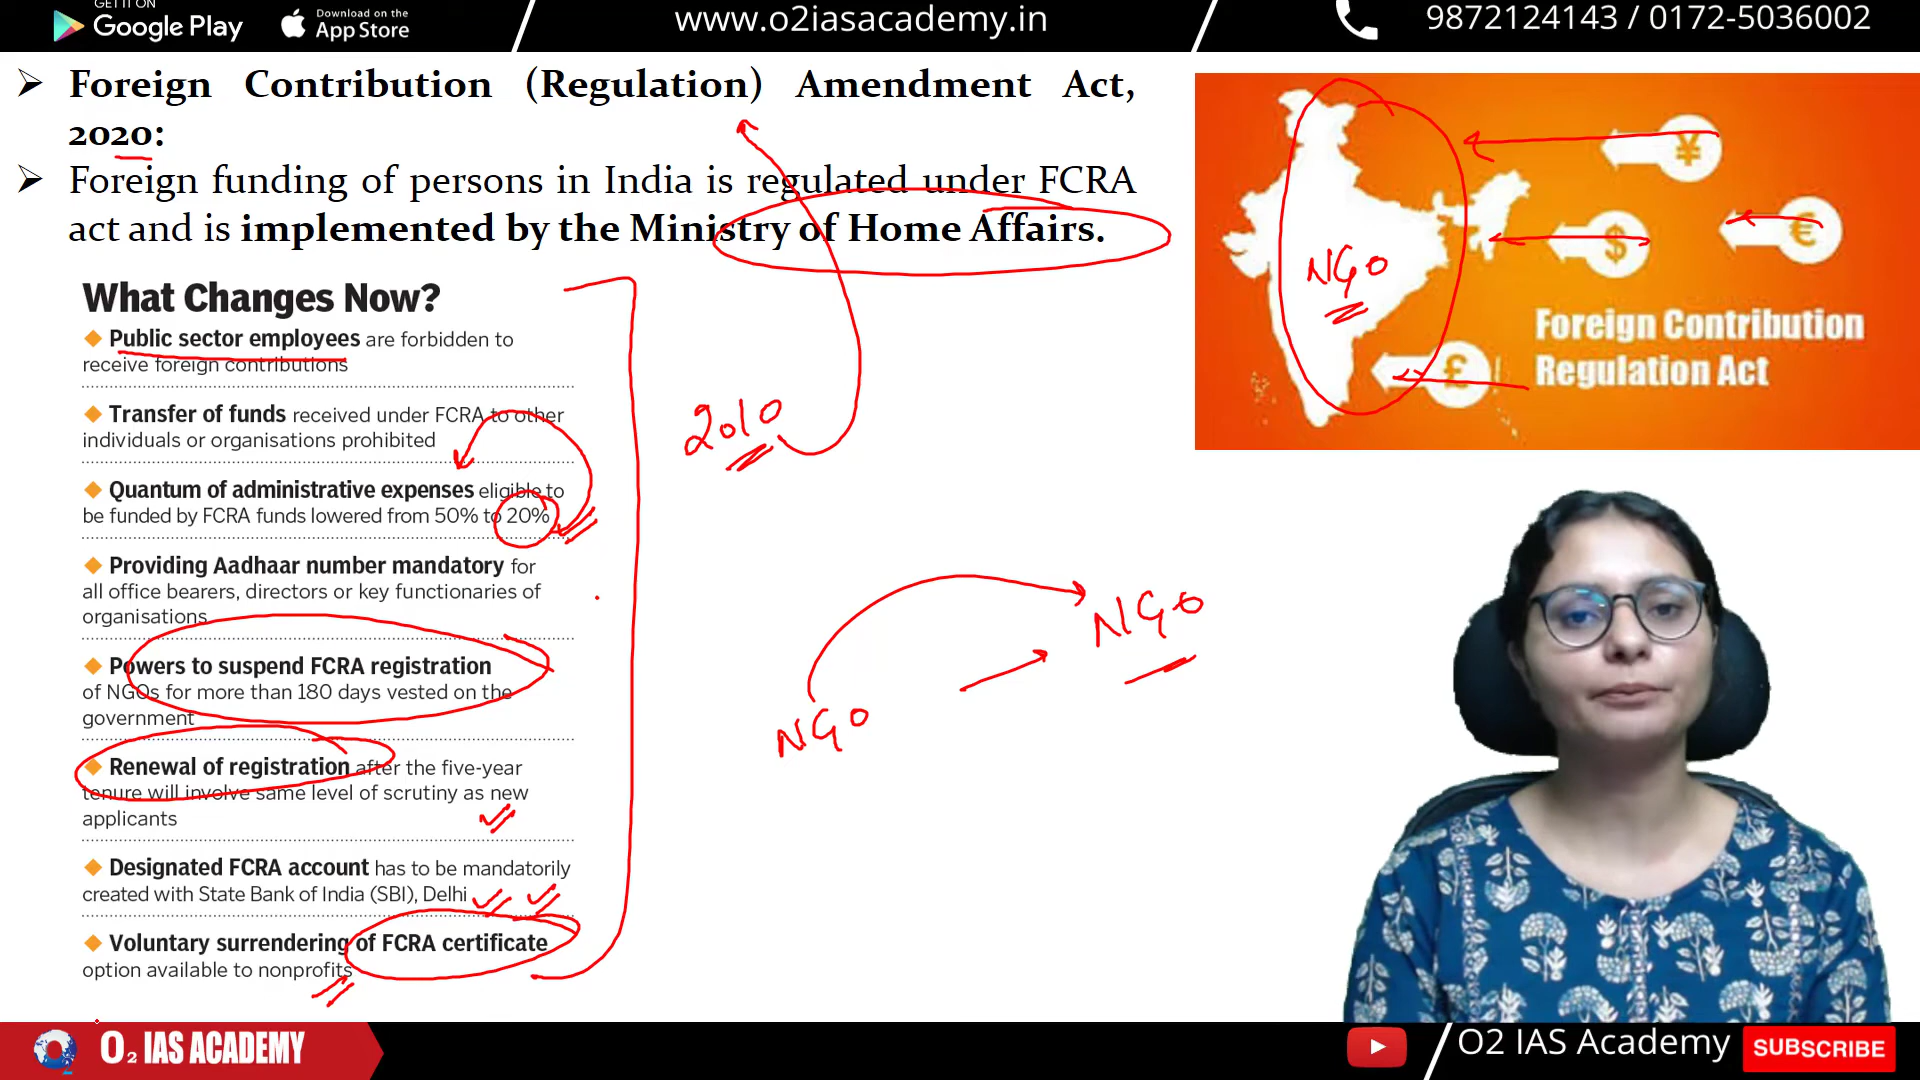 GET IT ON
Google Play
Download on the
App Store
www.o2iasacademy.in
9872124143 / 0172-5036002
➢ Foreign Contribution (Regulation) Amendment Act,
2020:
➢ Foreign funding of persons in India is regulated under FCRA
act and is implemented by the Ministry of Home Affairs.
What Changes Now?
Public sector employees are forbidden to
receive foreign contributions
Transfer of funds received under FCRA to other
individuals or organisations prohibited
Quantum of administrative expenses eligible to
be funded by FCRA funds lowered from 50% to 20%
Providing Aadhaar number mandatory for
all office bearers, directors or key functionaries of
organisations
Powers to suspend FCRA registration
of NGOs for more than 180 days vested on the
government
Renewal of registration after the five-year
tenure will involve same level of scrutiny as new
applicants
Designated FCRA account has to be mandatorily
created with State Bank of India (SBI), Delhi
Voluntary surrendering of FCRA certificate
option available to nonprofits
2010
NGO
NGO
¥
$
€
£
NGO
Foreign Contribution
Regulation Act
O2 IAS ACADEMY
O2 IAS Academy
SUBSCRIBE